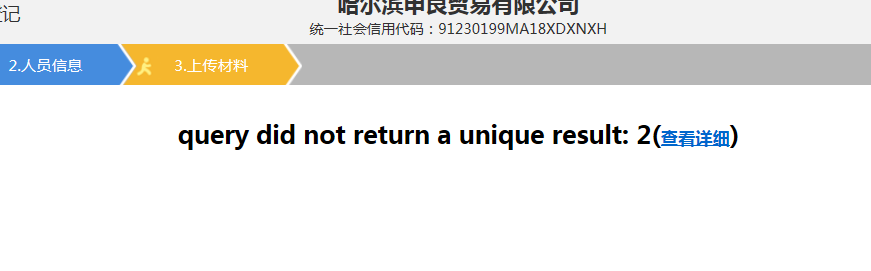 记
哈尔滨申良贸易有限公司
统一社会信用代码：91230199MA18XDXNXH
2.人员信息
3.上传材料
query did not return a unique result: 2(查看详细)